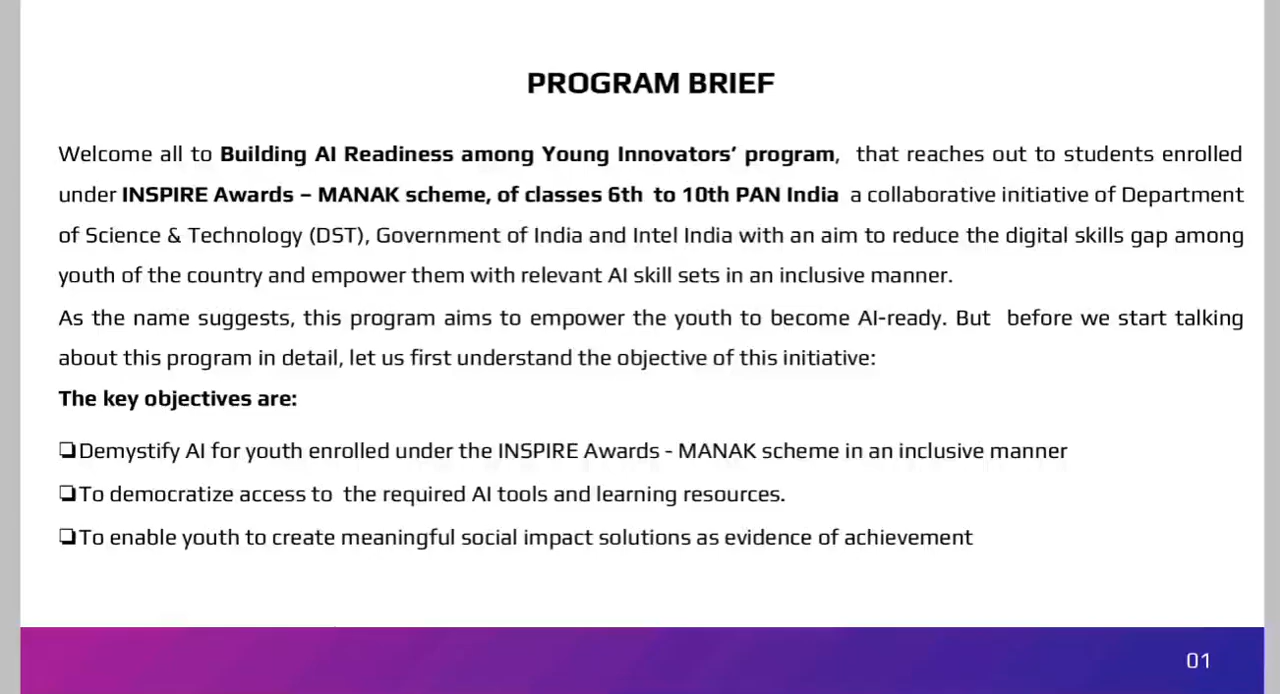 PROGRAM BRIEF
Welcome all to Building AI Readiness among Young Innovators’ program, that reaches out to students enrolled
under INSPIRE Awards – MANAK scheme, of classes 6th to 10th PAN India a collaborative initiative of Department
of Science & Technology (DST), Government of India and Intel India with an aim to reduce the digital skills gap among
youth of the country and empower them with relevant AI skill sets in an inclusive manner.
As the name suggests, this program aims to empower the youth to become AI-ready. But before we start talking
about this program in detail, let us first understand the objective of this initiative:
The key objectives are:
❑Demystify AI for youth enrolled under the INSPIRE Awards - MANAK scheme in an inclusive manner
❑To democratize access to the required AI tools and learning resources.
❑To enable youth to create meaningful social impact solutions as evidence of achievement
01